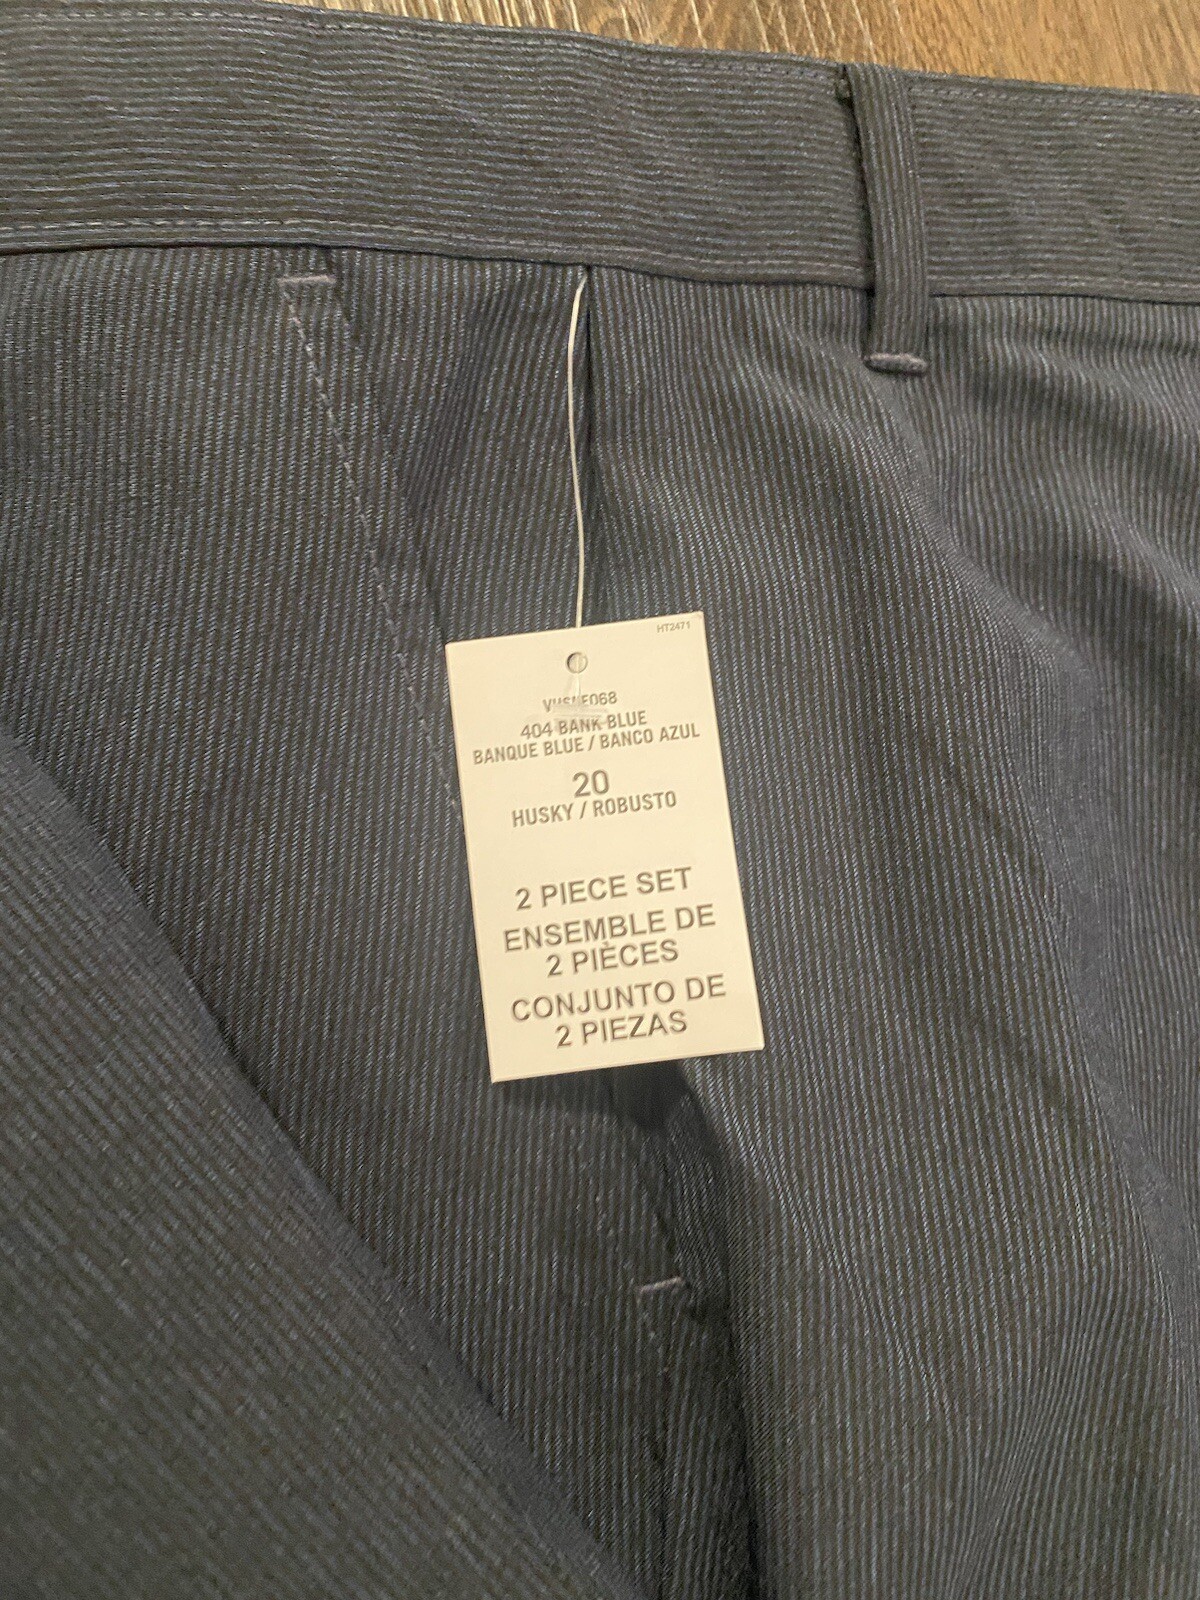 HT2471
404 BANK BLUE
BANQUE BLUE / BANCO AZUL
20
HUSKY / ROBUSTO
2 PIECE SET
ENSEMBLE DE
2 PIÈCES
CONJUNTO DE
2 PIEZAS